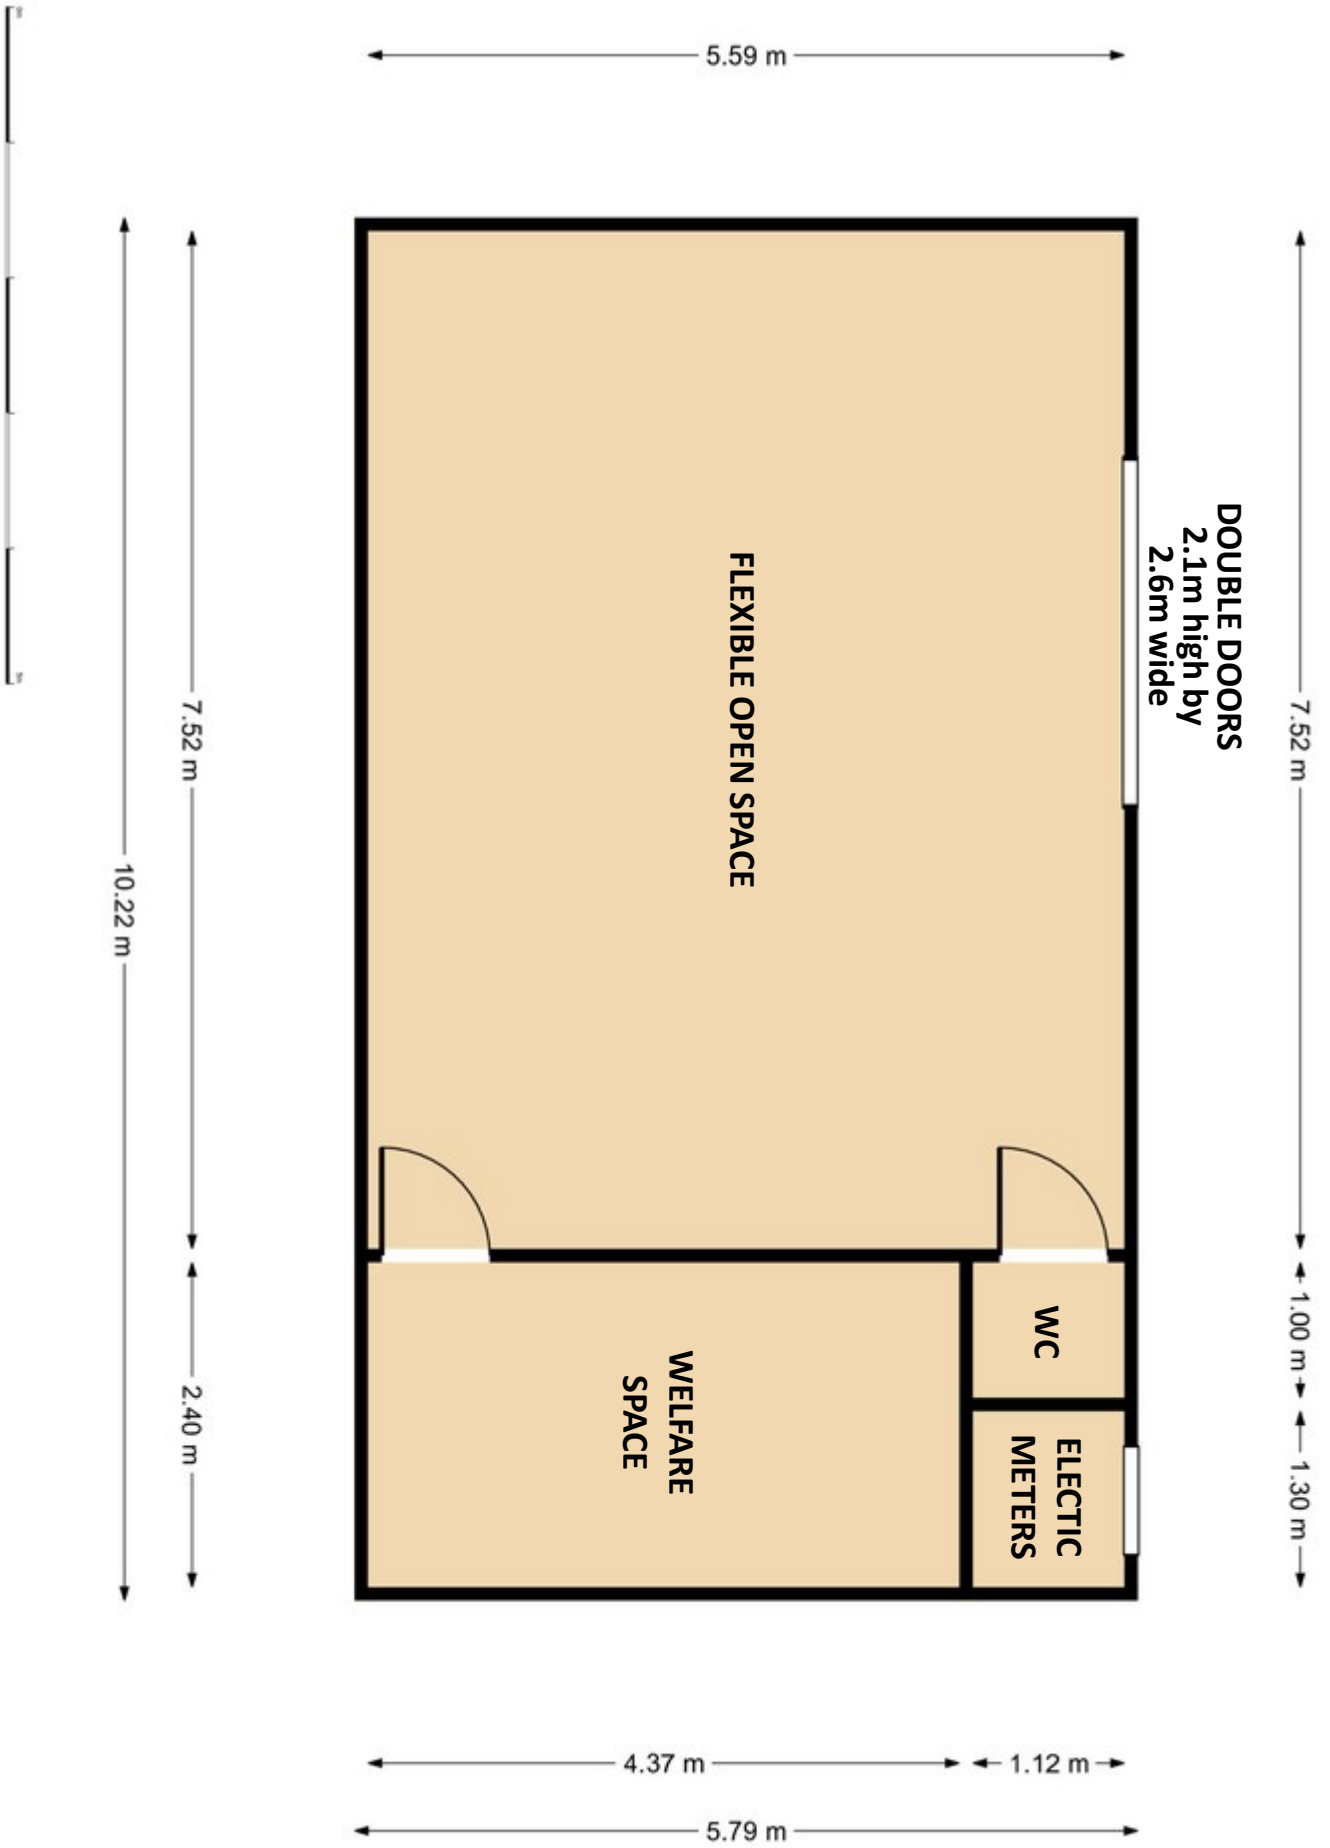 5.59 m
DOUBLE DOORS
2.1m high by
2.6m wide
7.52 m
7.52 m
10.22 m
FLEXIBLE OPEN SPACE
WC
1.00 m
ELECTIC
METERS
1.30 m
WELFARE
SPACE
2.40 m
4.37 m
1.12 m
5.79 m